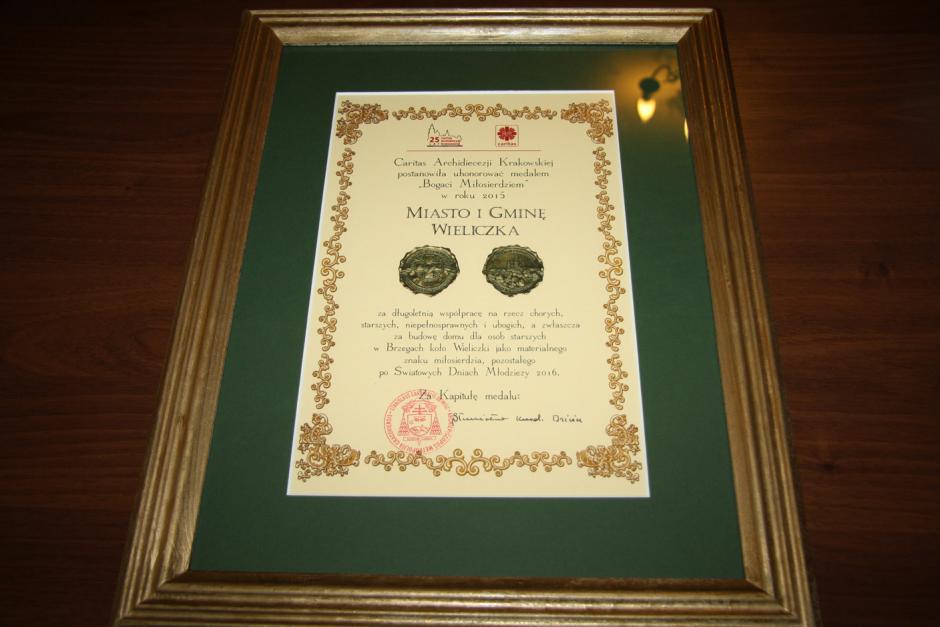 25
caritas
Caritas Archidiecezji Krakowskiej
postanowiła uhonorować medalem
„Bogaci Miłosierdziem"
w roku 2015
MIASTO I GMINĘ
WIELICZKA
za długoletnią współpracę na rzecz chorych,
starszych, niepełnosprawnych i ubogich, a zwłaszcza
za budowę domu dla osób starszych
w Brzegach koło Wieliczki jako materialnego
znaku miłosierdzia, pozostałego
po Światowych Dniach Młodzieży 2016.
Za Kapitułę medalu: